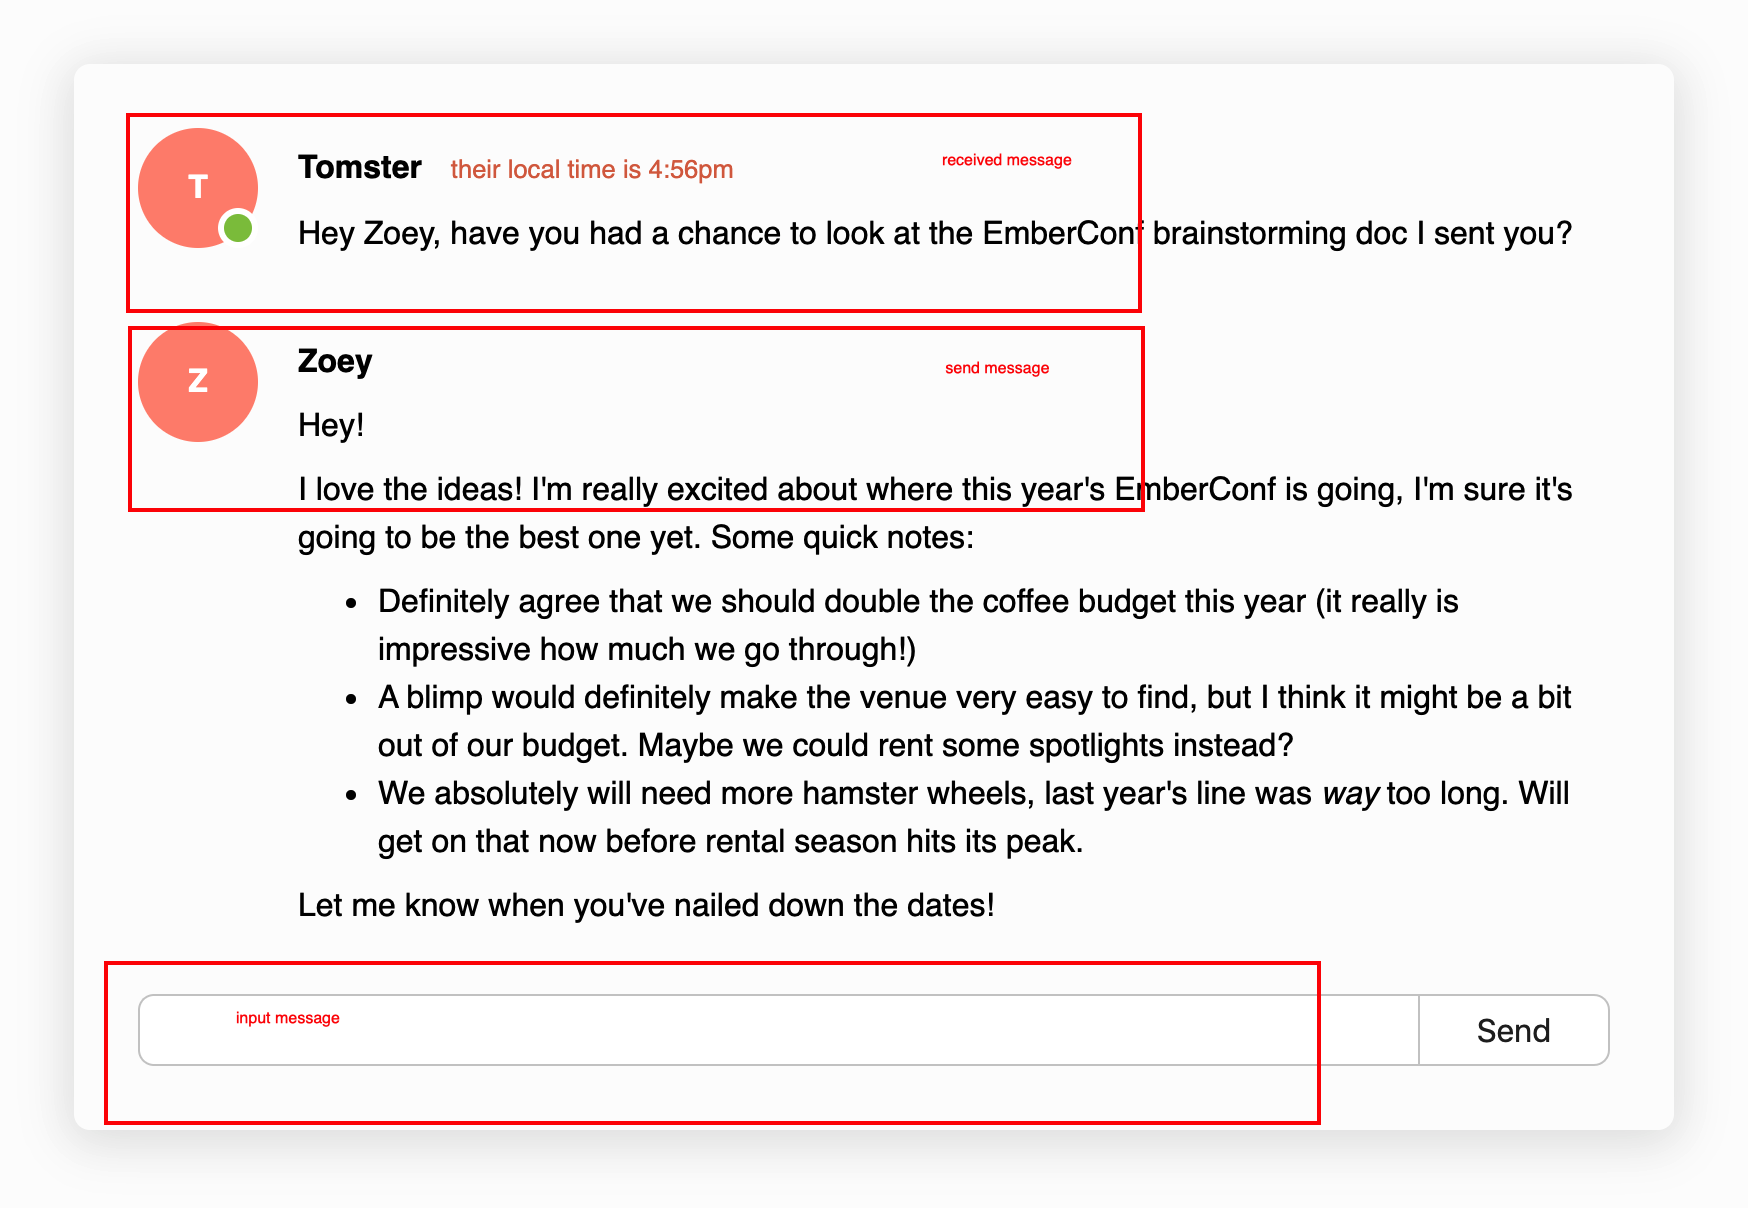 T
Tomster their local time is 4:56pm received message
Hey Zoey, have you had a chance to look at the EmberConf brainstorming doc I sent you?
Z
Zoey send message
Hey!
I love the ideas! I'm really excited about where this year's EmberConf is going, I'm sure it's
going to be the best one yet. Some quick notes:
• Definitely agree that we should double the coffee budget this year (it really is
impressive how much we go through!)
• A blimp would definitely make the venue very easy to find, but I think it might be a bit
out of our budget. Maybe we could rent some spotlights instead?
• We absolutely will need more hamster wheels, last year's line was way too long. Will
get on that now before rental season hits its peak.
Let me know when you've nailed down the dates!
input message
Send